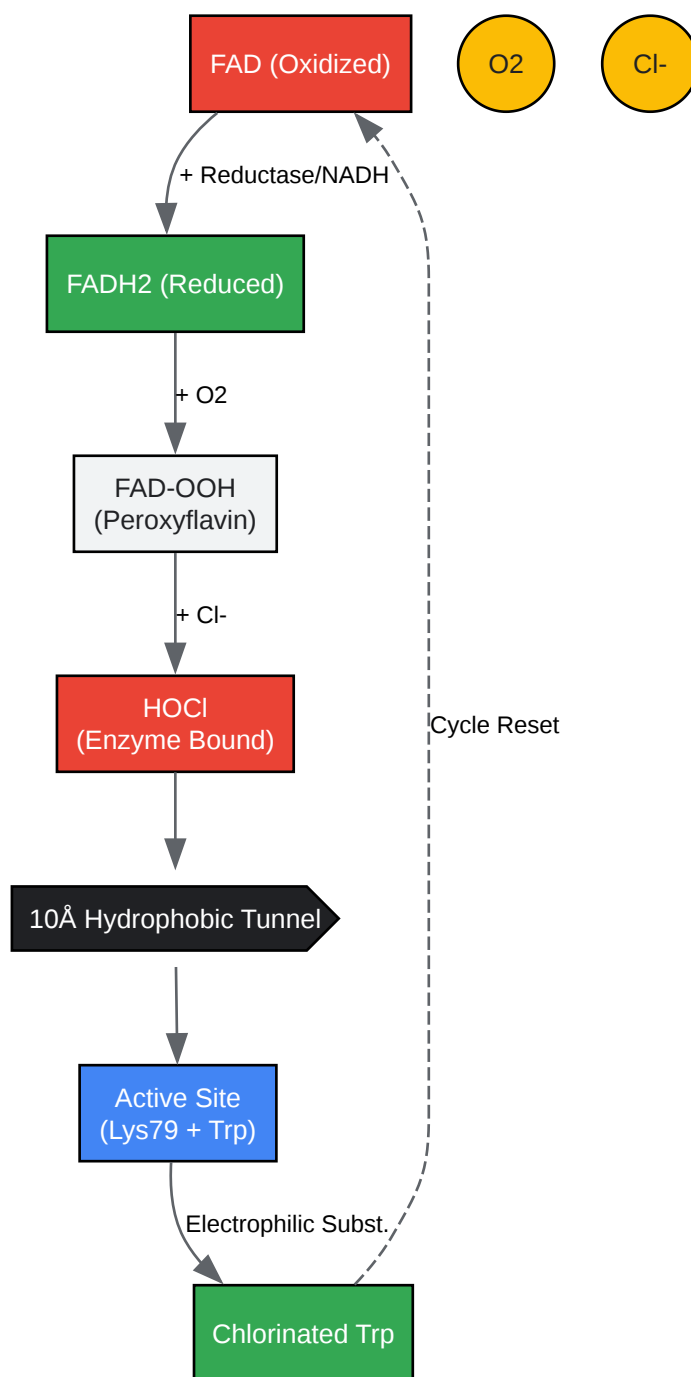 FAD (Oxidized)
O2
Cl-
+ Reductase/NADH
FADH2 (Reduced)
+ O2
FAD-OOH
(Peroxyflavin)
+ Cl-
HOCl
(Enzyme Bound)
Cycle Reset
10Å Hydrophobic Tunnel
Active Site
(Lys79 + Trp)
Electrophilic Subst.
Chlorinated Trp